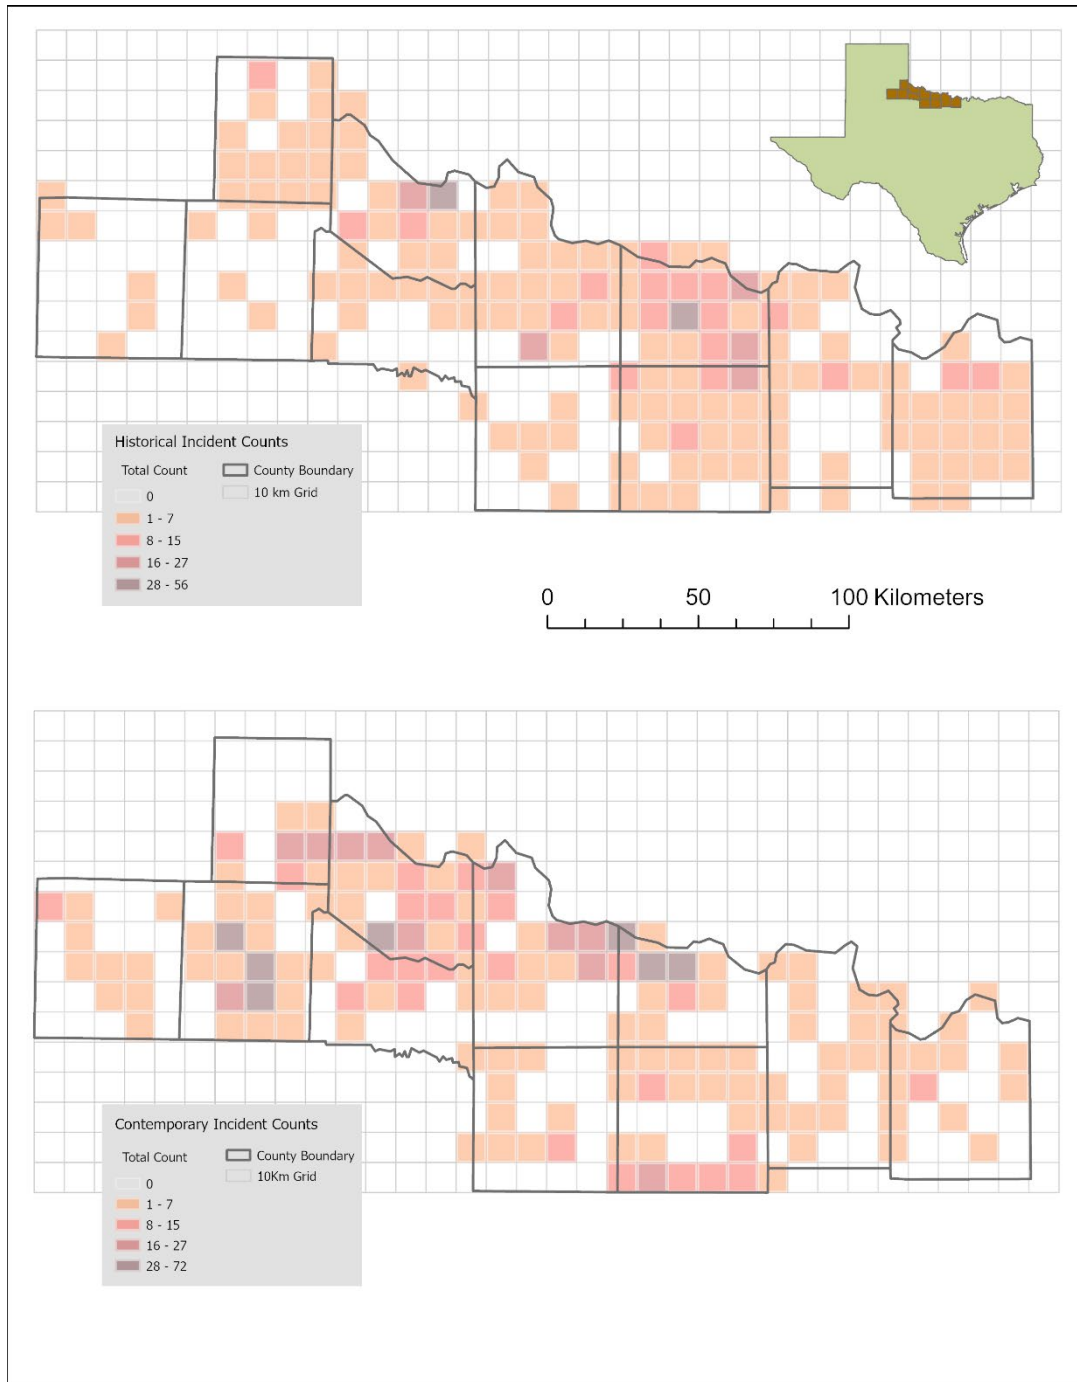 Historical Incident Counts
Total Count
County Boundary
0
10 km Grid
1 - 7
8 - 15
16 - 27
28 - 56
0 50 100 Kilometers
Contemporary Incident Counts
Total Count
County Boundary
0
10Km Grid
1 - 7
8 - 15
16 - 27
28 - 72